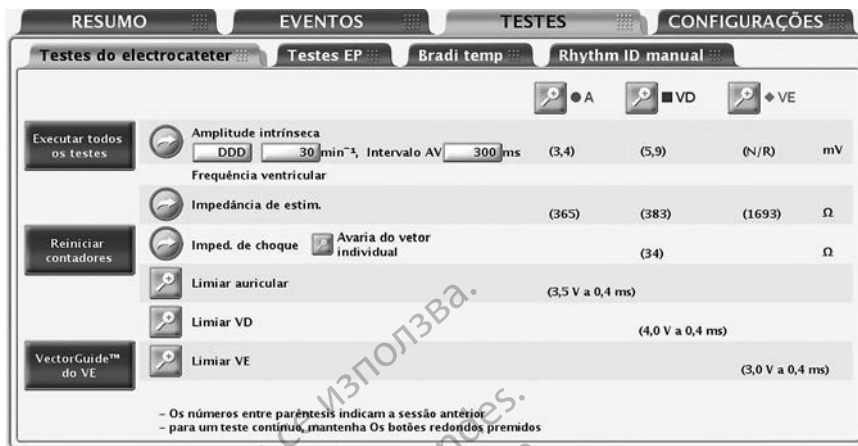 RESUMO EVENTOS TESTES CONFIGURAÇÕES
Testes do electrocateter Testes EP Bradi temp Rhythm ID manual
A VD VE
Executar todos os testes
Amplitude intrínseca
DDD 30 min⁻¹, Intervalo AV 300 ms (3,4) (5,9) (N/R) mV
Frequência ventricular
Impedância de estim. (365) (383) (1693) Ω
Reiniciar contadores
Imped. de choque Avaria do vetor individual (34) Ω
Limiar auricular (3,5 V a 0,4 ms)
Limiar VD (4,0 V a 0,4 ms)
VectorGuide™ do VE
Limiar VE (3,0 V a 0,4 ms)
– Os números entre parêntesis indicam a sessão anterior
– para um teste contínuo, mantenha Os botões redondos premidos
се използва.